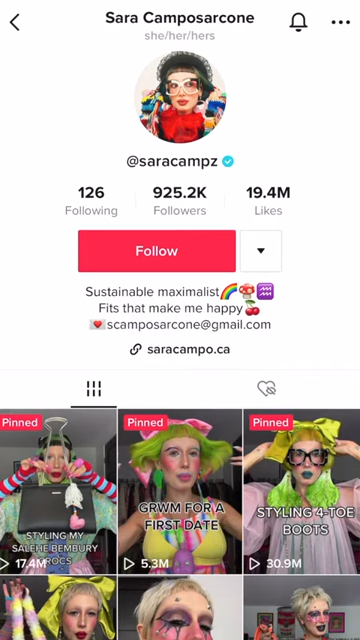 Sara Camposarcone
she/her/hers
@saracampz
126
Following
925.2K
Followers
19.4M
Likes
Follow
Sustainable maximalist🌈🍄♒
Fits that make me happy🍒
💌scamposarcone@gmail.com
saracampo.ca
Pinned
STYLING MY
SALEHE BEMBURY
CROCS
17.4M
Pinned
GRWM FOR A
FIRST DATE
5.3M
Pinned
STYLING 4-TOE
BOOTS
30.9M